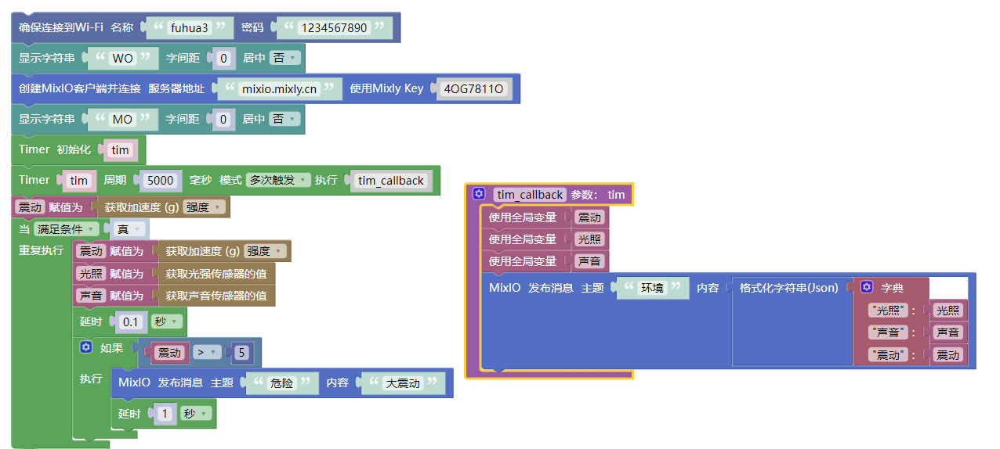 确保连接到Wi-Fi 名称 “ fuhua3 ” 密码 “ 1234567890 ”
显示字符串 “ WO ” 字间距 0 居中 否
创建MixIO客户端并连接 服务器地址 “ mixio.mixly.cn ” 使用Mixly Key 4OG7811O
显示字符串 “ MO ” 字间距 0 居中 否
Timer 初始化 tim
Timer tim 周期 5000 毫秒 模式 多次触发 执行 tim_callback
震动 赋值为 获取加速度 (g) 强度
当 满足条件 真
重复执行 震动 赋值为 获取加速度 (g) 强度
光照 赋值为 获取光强传感器的值
声音 赋值为 获取声音传感器的值
延时 0.1 秒
如果 震动 > 5
执行 MixIO 发布消息 主题 “ 危险 ” 内容 “ 大震动 ”
延时 1 秒
tim_callback 参数: tim
使用全局变量 震动
使用全局变量 光照
使用全局变量 声音
MixIO 发布消息 主题 “ 环境 ” 内容 格式化字符串(Json) 字典
"光照" : 光照
"声音" : 声音
"震动" : 震动